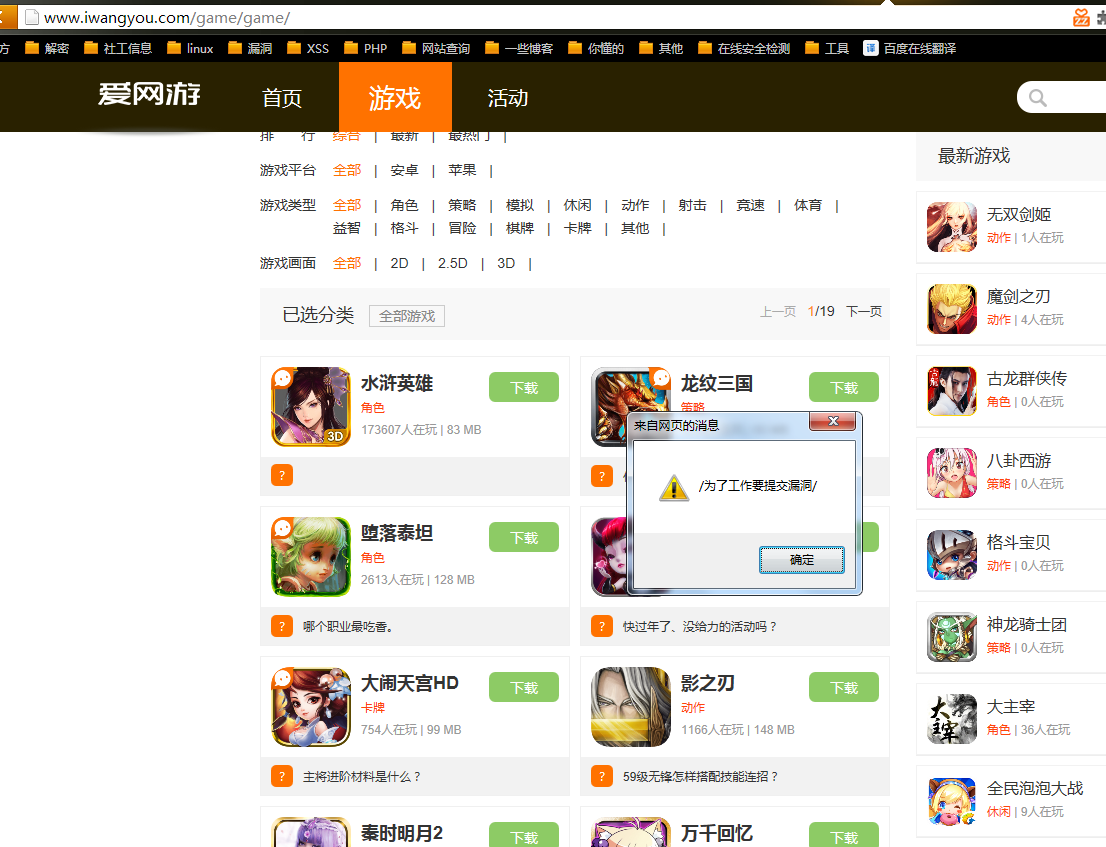 www.iwangyou.com/game/game/
方 解密 社工信息 linux 漏洞 XSS PHP 网站查询 一些博客 你懂的 其他 在线安全检测 工具 译 百度在线翻译
爱网游 首页 游戏 活动
排 行 综合 | 最新 | 最热门 |
游戏平台 全部 | 安卓 | 苹果 |
游戏类型 全部 | 角色 | 策略 | 模拟 | 休闲 | 动作 | 射击 | 竞速 | 体育 |
益智 | 格斗 | 冒险 | 棋牌 | 卡牌 | 其他 |
游戏画面 全部 | 2D | 2.5D | 3D |
已选分类 全部游戏 上一页 1/19 下一页
水浒英雄 下载
角色
173607人在玩 | 83 MB
3D
?
龙纹三国 下载
策略
?
来自网页的消息
/为了工作要提交漏洞/
确定
堕落泰坦 下载
角色
2613人在玩 | 128 MB
? 哪个职业最吃香。
? 快过年了、没给力的活动吗？
大闹天宫HD 下载
卡牌
754人在玩 | 99 MB
? 主将进阶材料是什么？
影之刃 下载
动作
1166人在玩 | 148 MB
? 59级无锋怎样搭配技能连招？
秦时明月2 下载
万千回忆 下载
最新游戏
无双剑姬
动作 | 1人在玩
魔剑之刃
动作 | 4人在玩
古龙群侠传
角色 | 0人在玩
八卦西游
策略 | 0人在玩
格斗宝贝
动作 | 0人在玩
神龙骑士团
策略 | 0人在玩
大主宰
大主宰
角色 | 36人在玩
全民泡泡大战
休闲 | 9人在玩